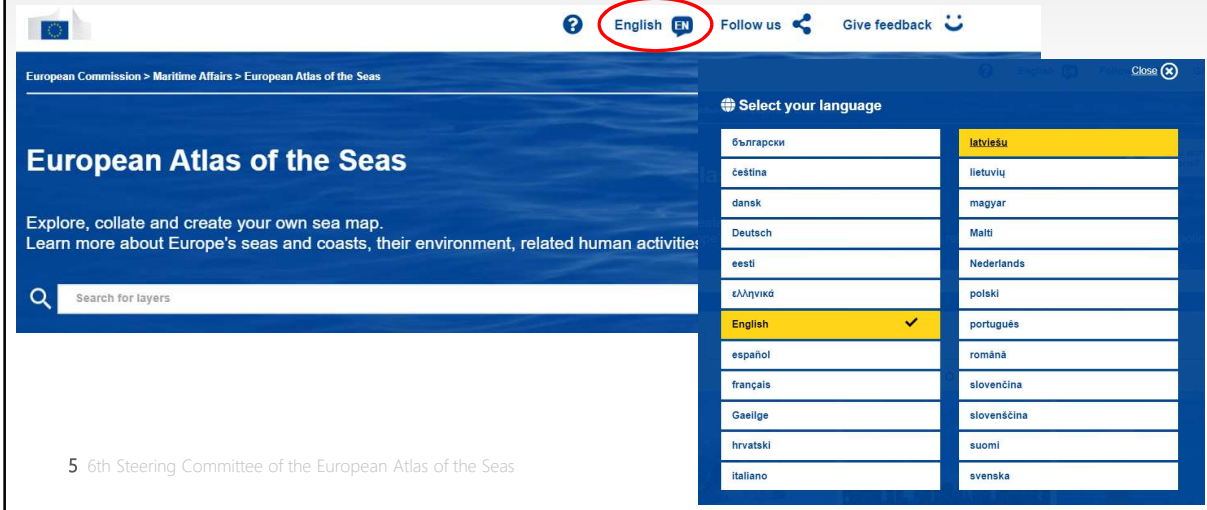 English EN Follow us Give feedback
European Commission > Maritime Affairs > European Atlas of the Seas
European Atlas of the Seas
Explore, collate and create your own sea map.
Learn more about Europe's seas and coasts, their environment, related human activities
Search for layers
Close
Select your language
български
čeština
dansk
Deutsch
eesti
ελληνικά
English
español
français
Gaeilge
hrvatski
italiano
latviešu
lietuvių
magyar
Malti
Nederlands
polski
português
română
slovenčina
slovenščina
suomi
svenska
5 6th Steering Committee of the European Atlas of the Seas